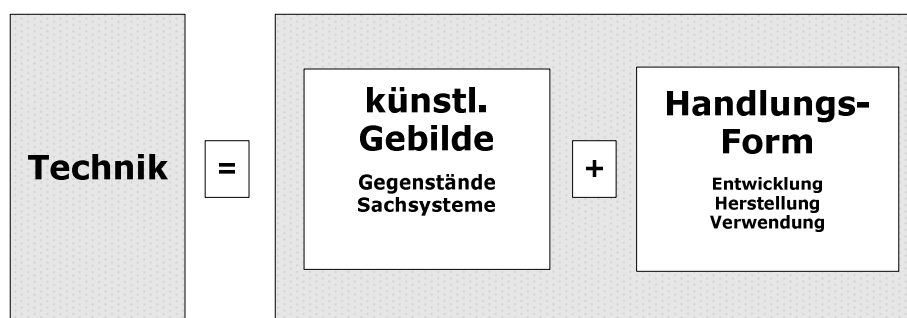 Technik
=
künstl.
Gebilde
Gegenstände
Sachsysteme
+
Handlungs-
Form
Entwicklung
Herstellung
Verwendung